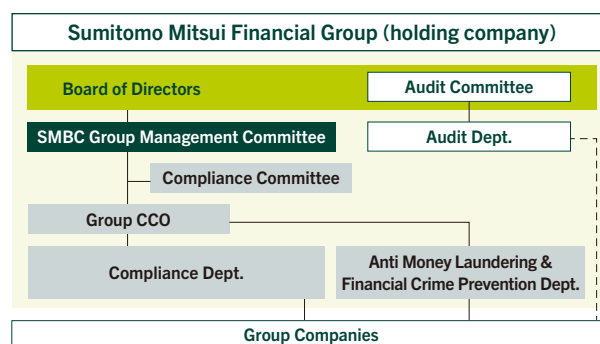 Sumitomo Mitsui Financial Group (holding company)
Board of Directors
Audit Committee
SMBC Group Management Committee
Audit Dept.
Compliance Committee
Group CCO
Compliance Dept.
Anti Money Laundering &
Financial Crime Prevention Dept.
Group Companies